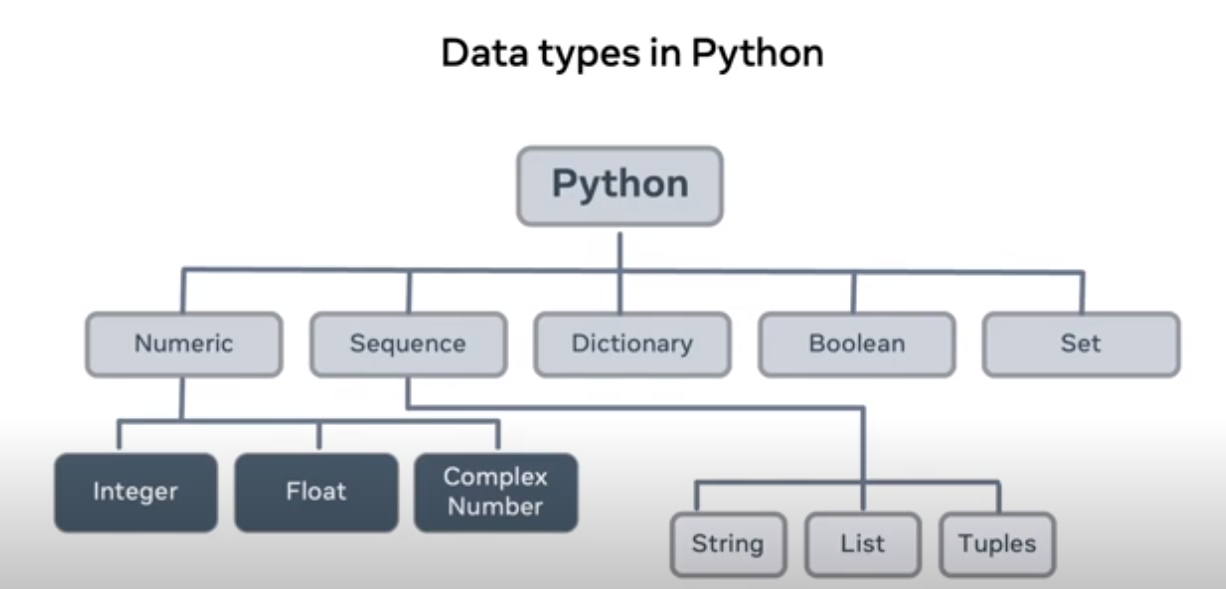 Data types in Python
Python
Numeric
Sequence
Dictionary
Boolean
Set
Integer
Float
Complex
Number
String
List
Tuples